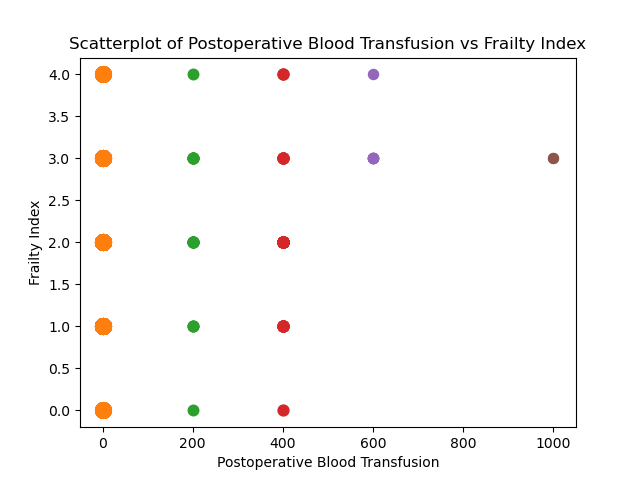 Scatterplot of Postoperative Blood Transfusion vs Frailty Index
4.0
3.5
3.0
2.5
2.0
1.5
1.0
0.5
0.0
Frailty Index
0 200 400 600 800 1000
Postoperative Blood Transfusion